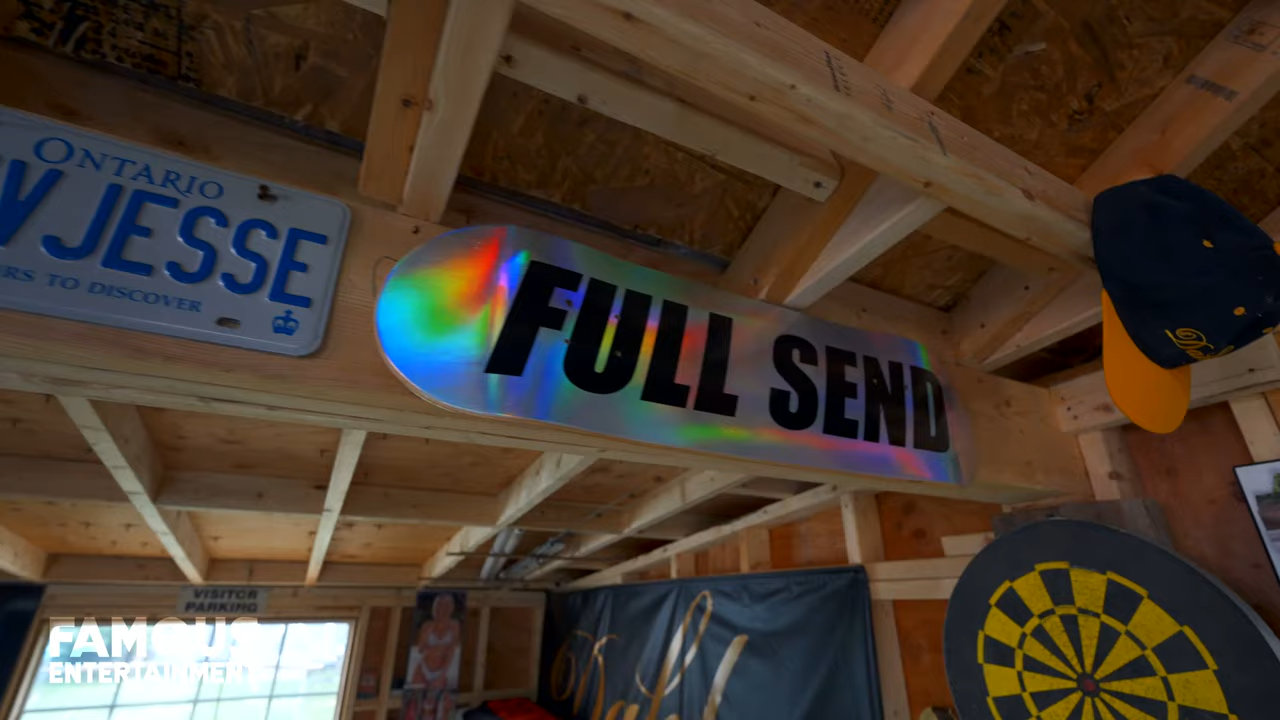 ONTARIO
JESSE
TO DISCOVER
FULL SEND
VISITOR
PARKING
FAMOUS
ENTERTAINMENT